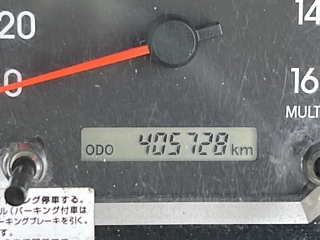 20
14
0
16
MULT
ODO 405728 km
ング停車する。
ル(パーキング付車は
ーキングブレーキを引く。
す。